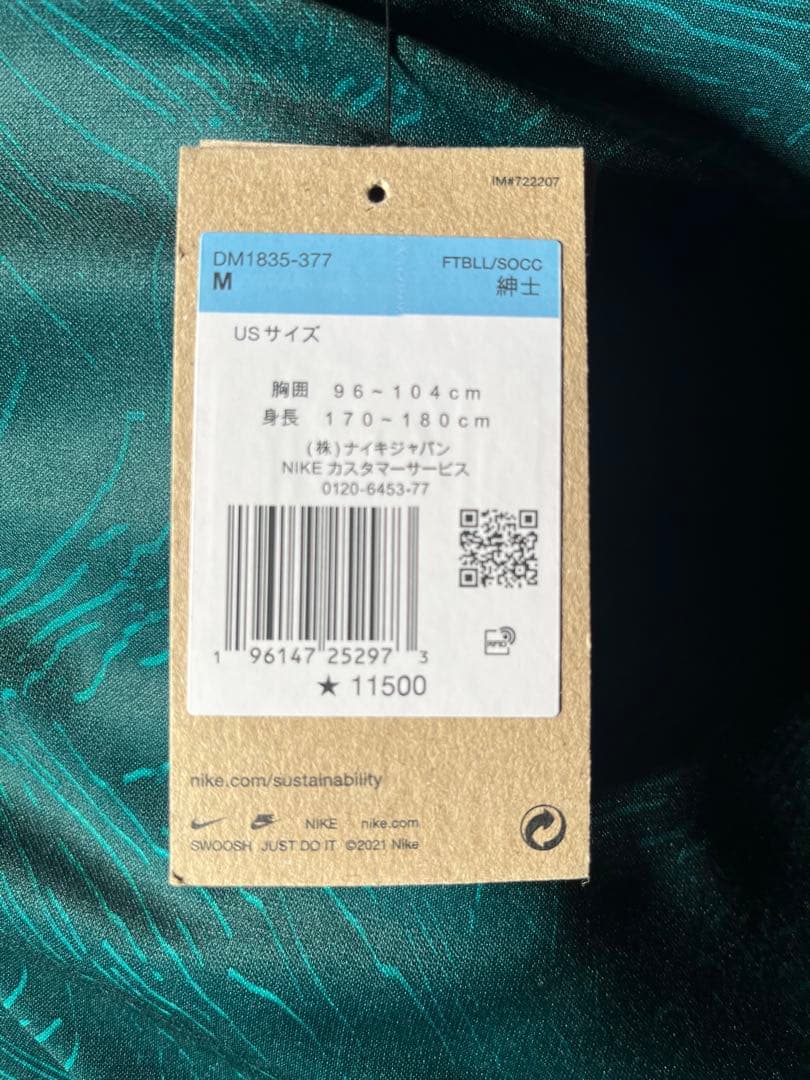 IM#722207
DM1835-377
M
FTBLL/SOCC
紳士
USサイズ
胸囲 96~104cm
身長 170~180cm
(株)ナイキジャパン
NIKE カスタマーサービス
0120-6453-77
1 96147 25297 3
★ 11500
nike.com/sustainability
NIKE nike.com
SWOOSH JUST DO IT ©2021 Nike